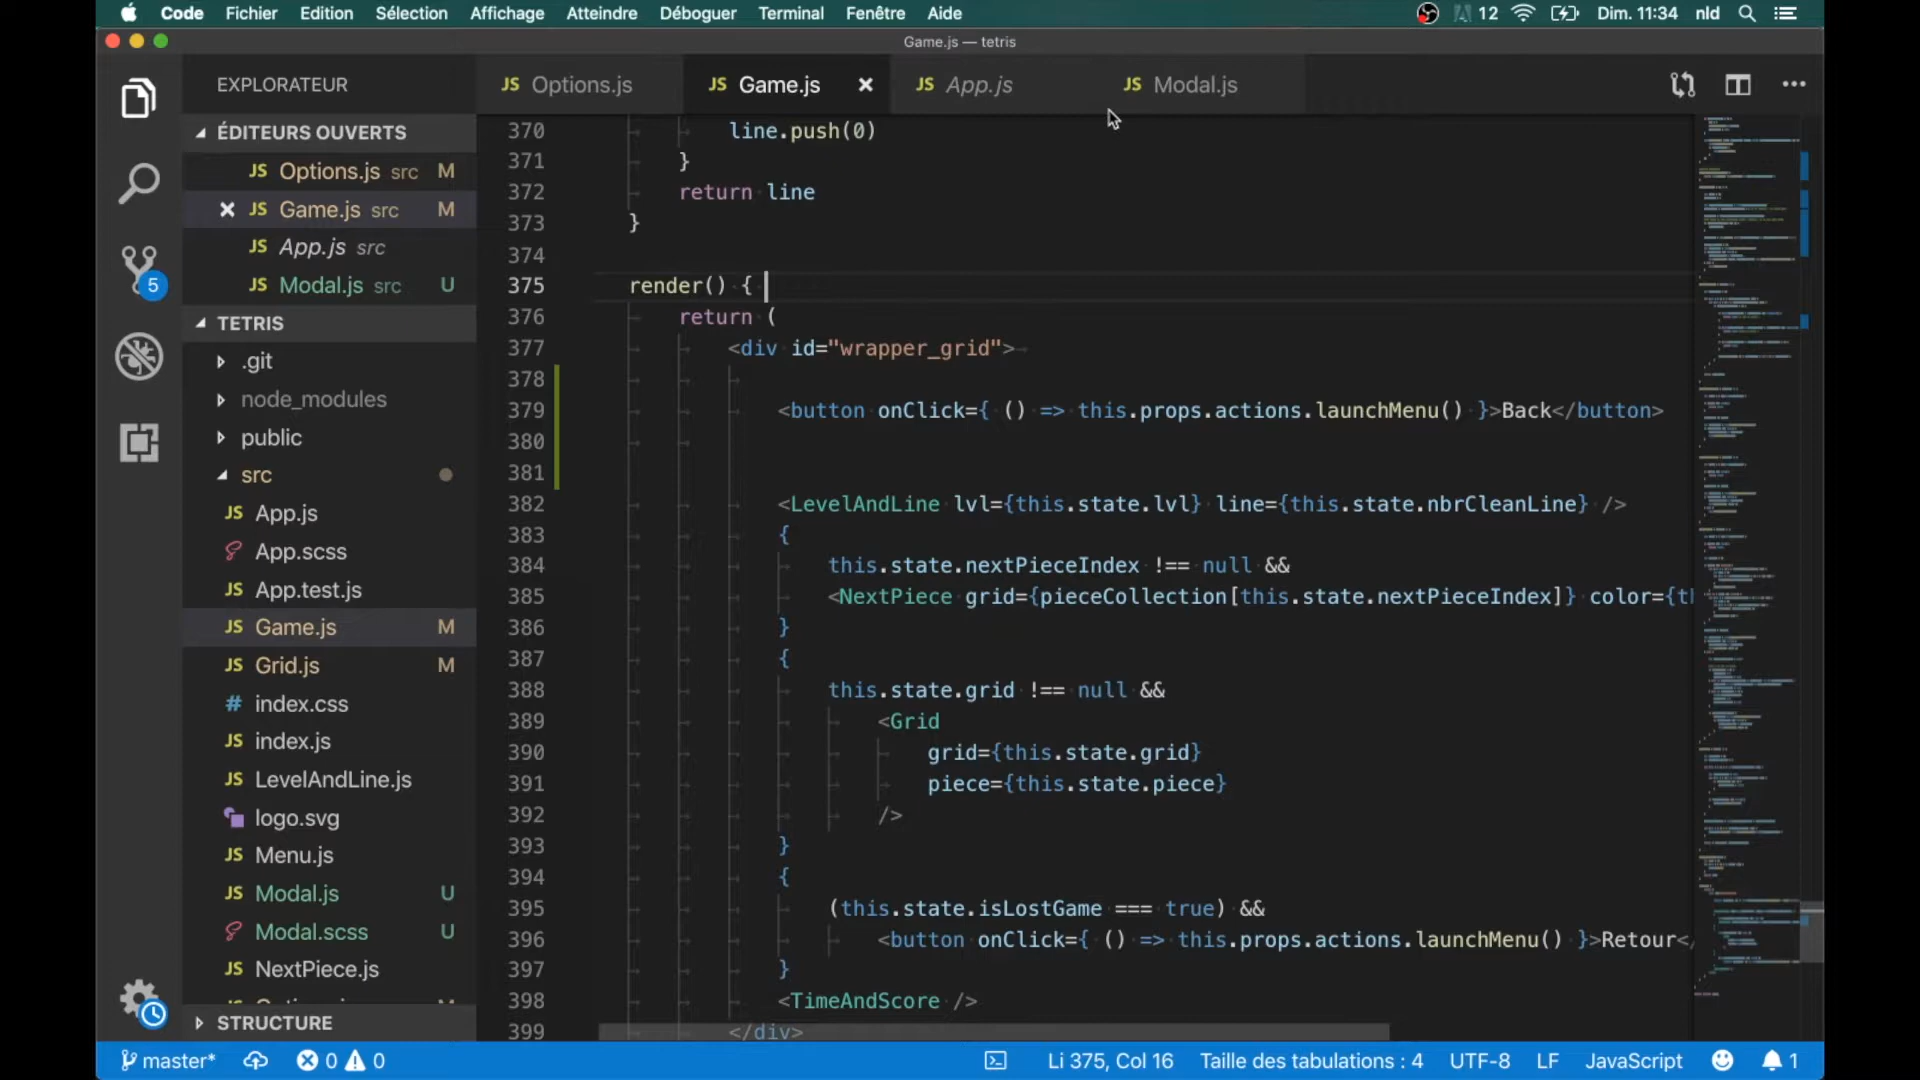 Code Fichier Edition Sélection Affichage Atteindre Déboguer Terminal Fenêtre Aide 12 Dim. 11:34 nld
Game.js — tetris
EXPLORATEUR
JS Options.js JS Game.js JS App.js JS Modal.js
ÉDITEURS OUVERTS
JS Options.js src M
JS Game.js src M
JS App.js src
JS Modal.js src U
TETRIS
.git
node_modules
public
src
JS App.js
App.scss
JS App.test.js
JS Game.js M
JS Grid.js M
# index.css
JS index.js
JS LevelAndLine.js
logo.svg
JS Menu.js
JS Modal.js U
Modal.scss U
JS NextPiece.js
STRUCTURE
5
370 line.push(0)
371 }
372 return line
373 }
374
375 render() {
376 return (
377 <div id="wrapper_grid">
378
379 <button onClick={ () => this.props.actions.launchMenu() }>Back</button>
380
381
382 <LevelAndLine lvl={this.state.lvl} line={this.state.nbrCleanLine} />
383 {
384 this.state.nextPieceIndex !== null &&
385 <NextPiece grid={pieceCollection[this.state.nextPieceIndex]} color={t
386 }
387 {
388 this.state.grid !== null &&
389 <Grid
390 grid={this.state.grid}
391 piece={this.state.piece}
392 />
393 }
394 {
395 (this.state.isLostGame === true) &&
396 <button onClick={ () => this.props.actions.launchMenu() }>Retour</
397 }
398 <TimeAndScore />
399 </div>
master* 0 0 Li 375, Col 16 Taille des tabulations : 4 UTF-8 LF JavaScript 1